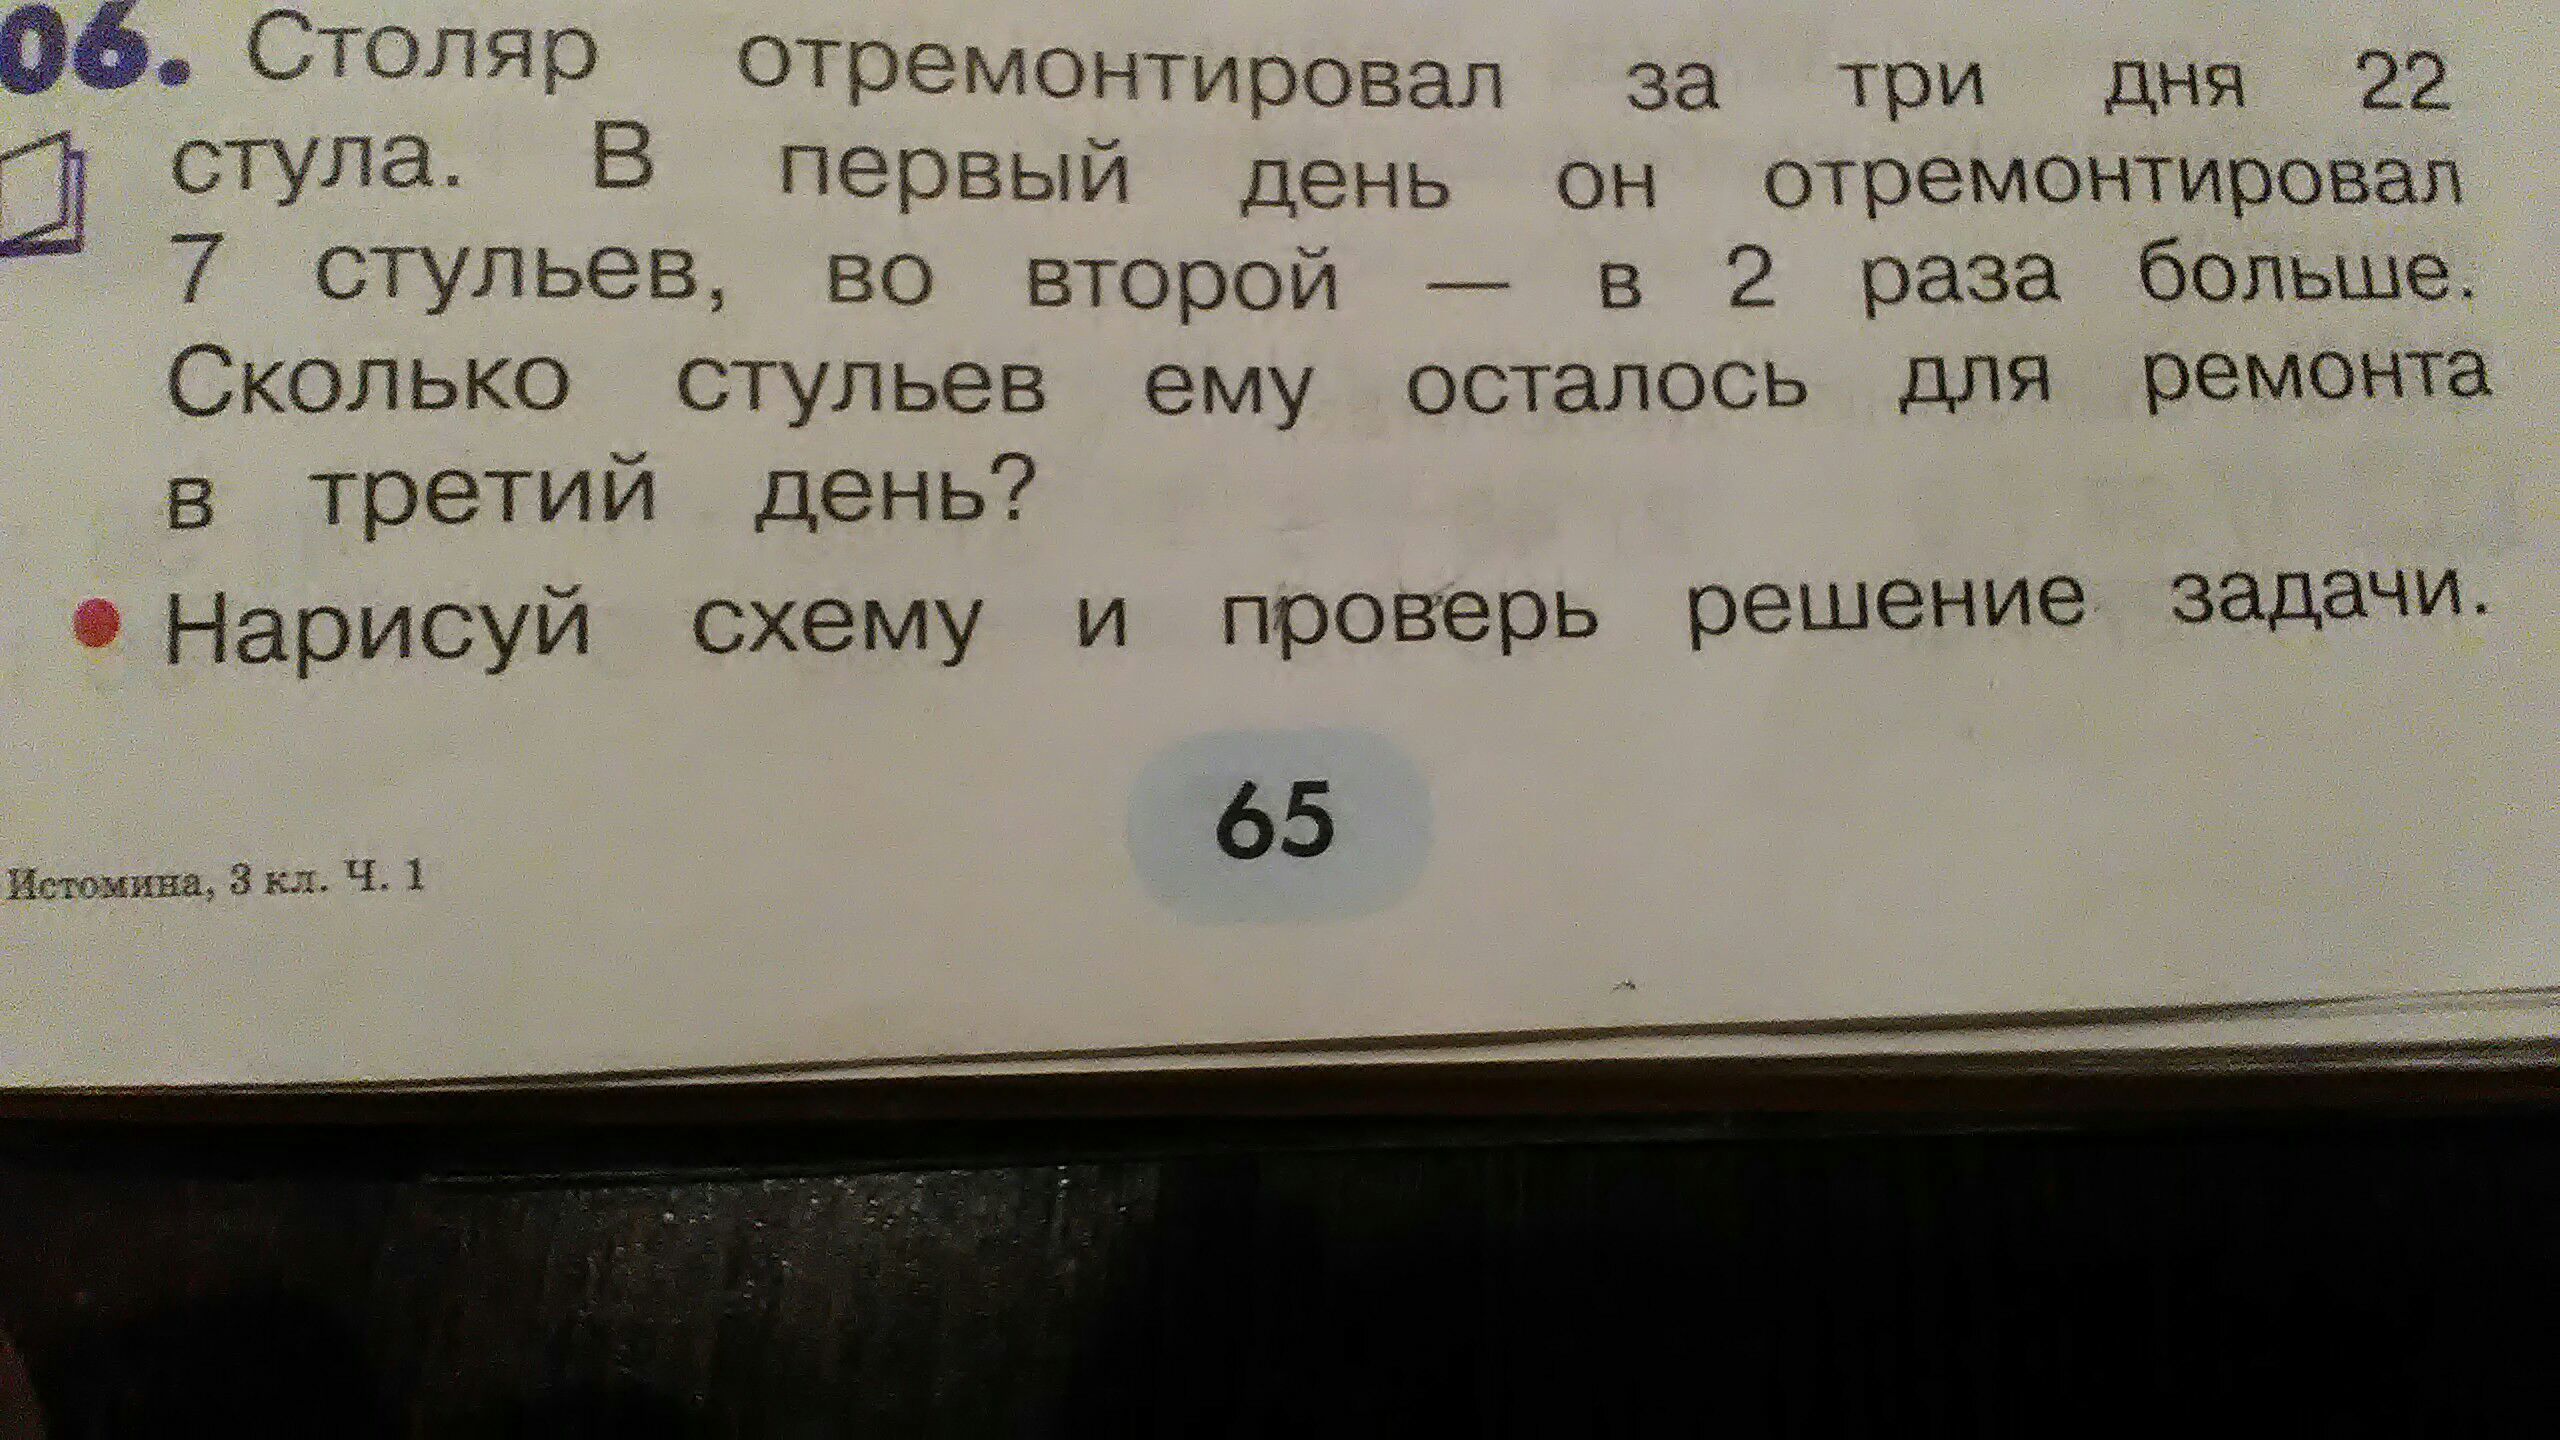 06. Столяр отремонтировал за три дня 22
стула. В первый день он отремонтировал
7 стульев, во второй — в 2 раза больше.
Сколько стульев ему осталось для ремонта
в третий день?
Нарисуй схему и проверь решение задачи.
65
Истомина, 3 кл. Ч. 1